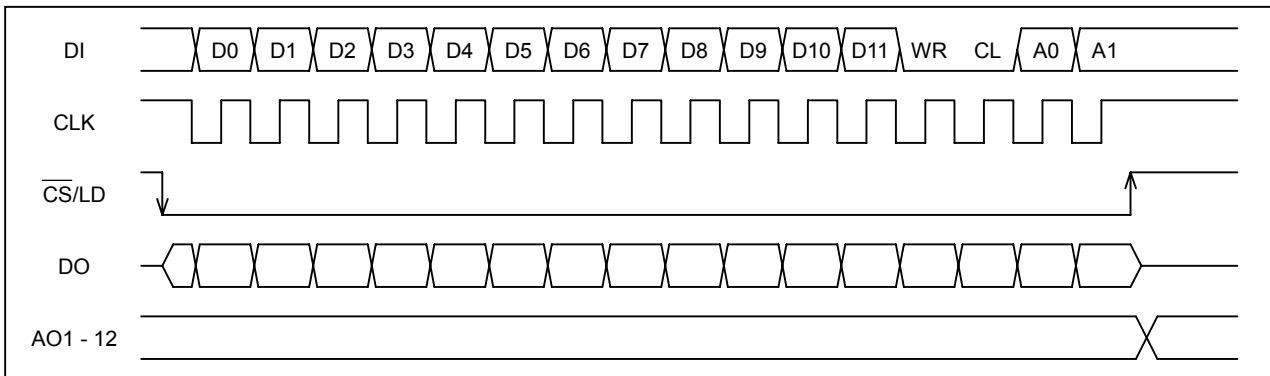 DI D0 D1 D2 D3 D4 D5 D6 D7 D8 D9 D10 D11 WR CL A0 A1
CLK
C̅S̅/LD
DO
AO1 - 12